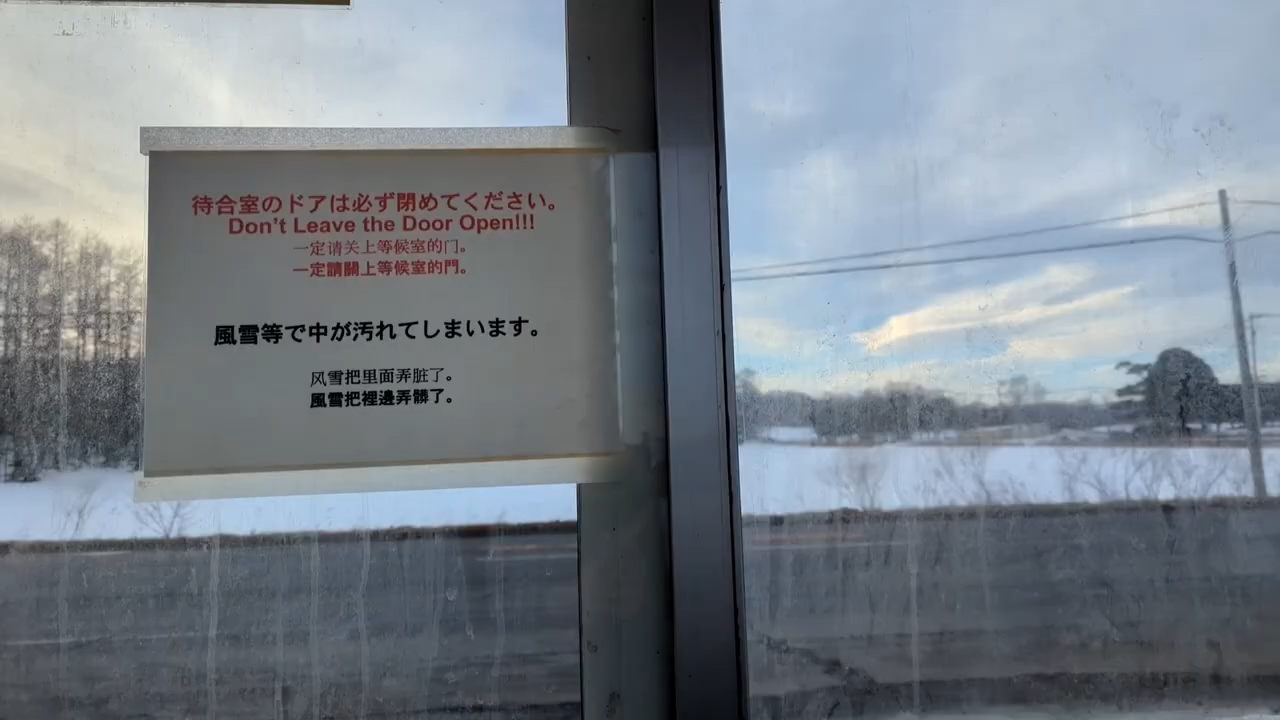 待合室のドアは必ず閉めてください。
Don't Leave the Door Open!!!
一定请关上等候室的门。
一定請關上等候室的門。
風雪等で中が汚れてしまいます。
风雪把里面弄脏了。
風雪把裡邊弄髒了。